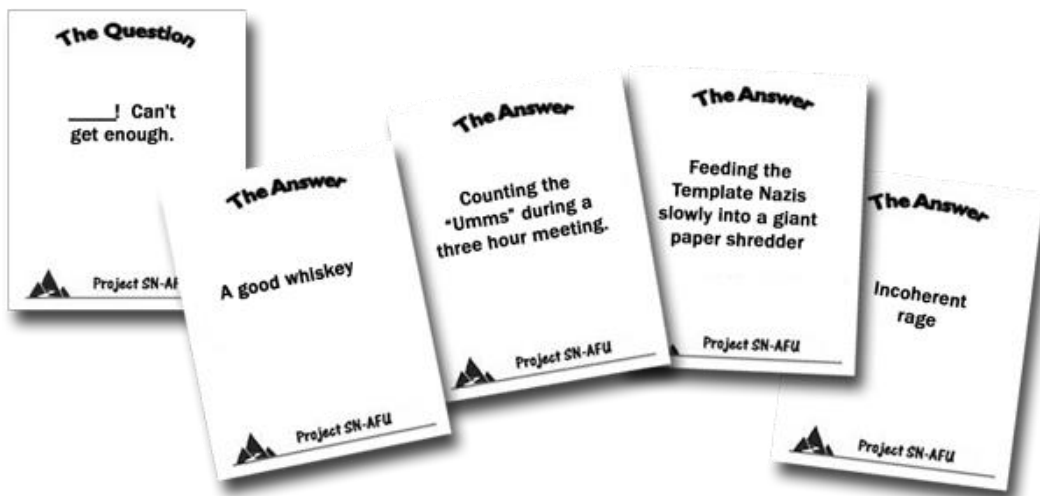 The Question
_____! Can't
get enough.
Project SN-AF
The Answer
A good whiskey
Project SN-AFU
The Answer
Counting the
"Umms" during a
three hour meeting.
Project SN-AFU
The Answer
Feeding the
Template Nazis
slowly into a giant
paper shredder
Project SN-AFU
The Answer
Incoherent
rage
Project SN-AFU